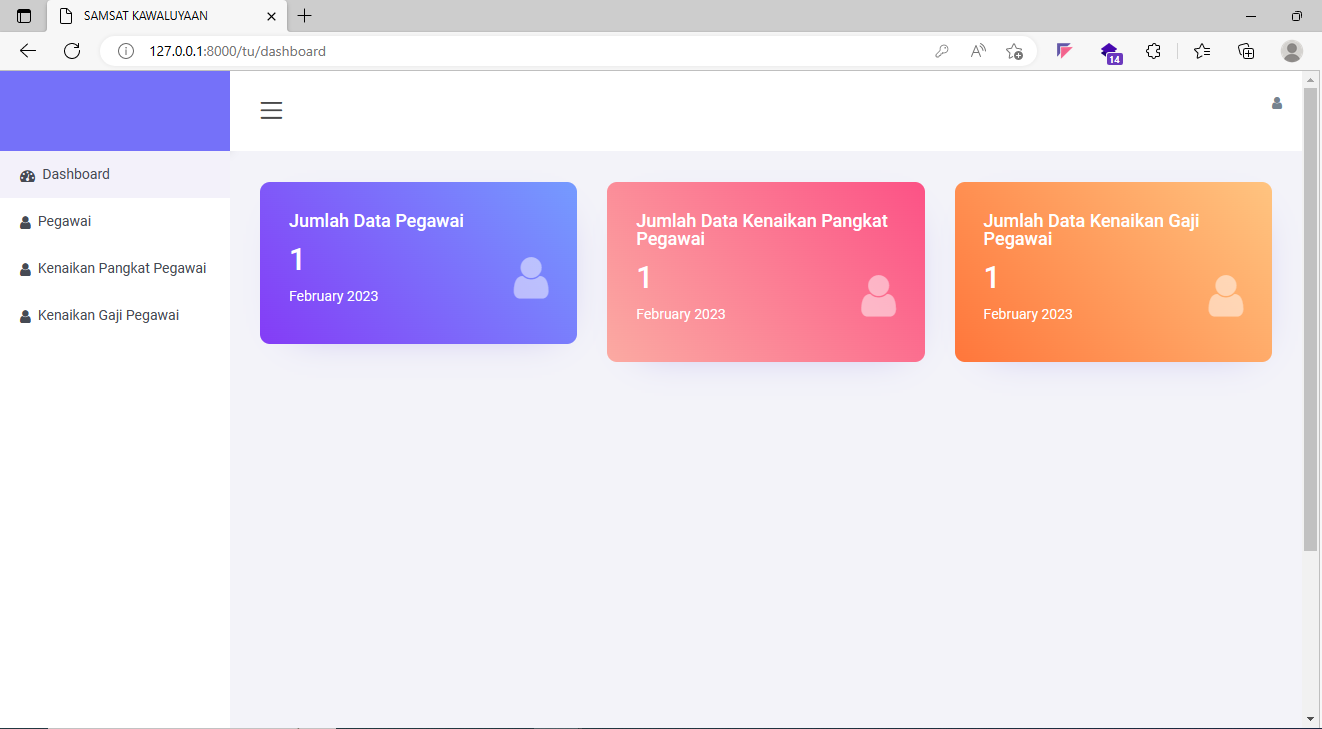 SAMSAT KAWALUYAAN
127.0.0.1:8000/tu/dashboard
14
Dashboard
Pegawai
Kenaikan Pangkat Pegawai
Kenaikan Gaji Pegawai
Jumlah Data Pegawai
1
February 2023
Jumlah Data Kenaikan Pangkat
Pegawai
1
February 2023
Jumlah Data Kenaikan Gaji
Pegawai
1
February 2023